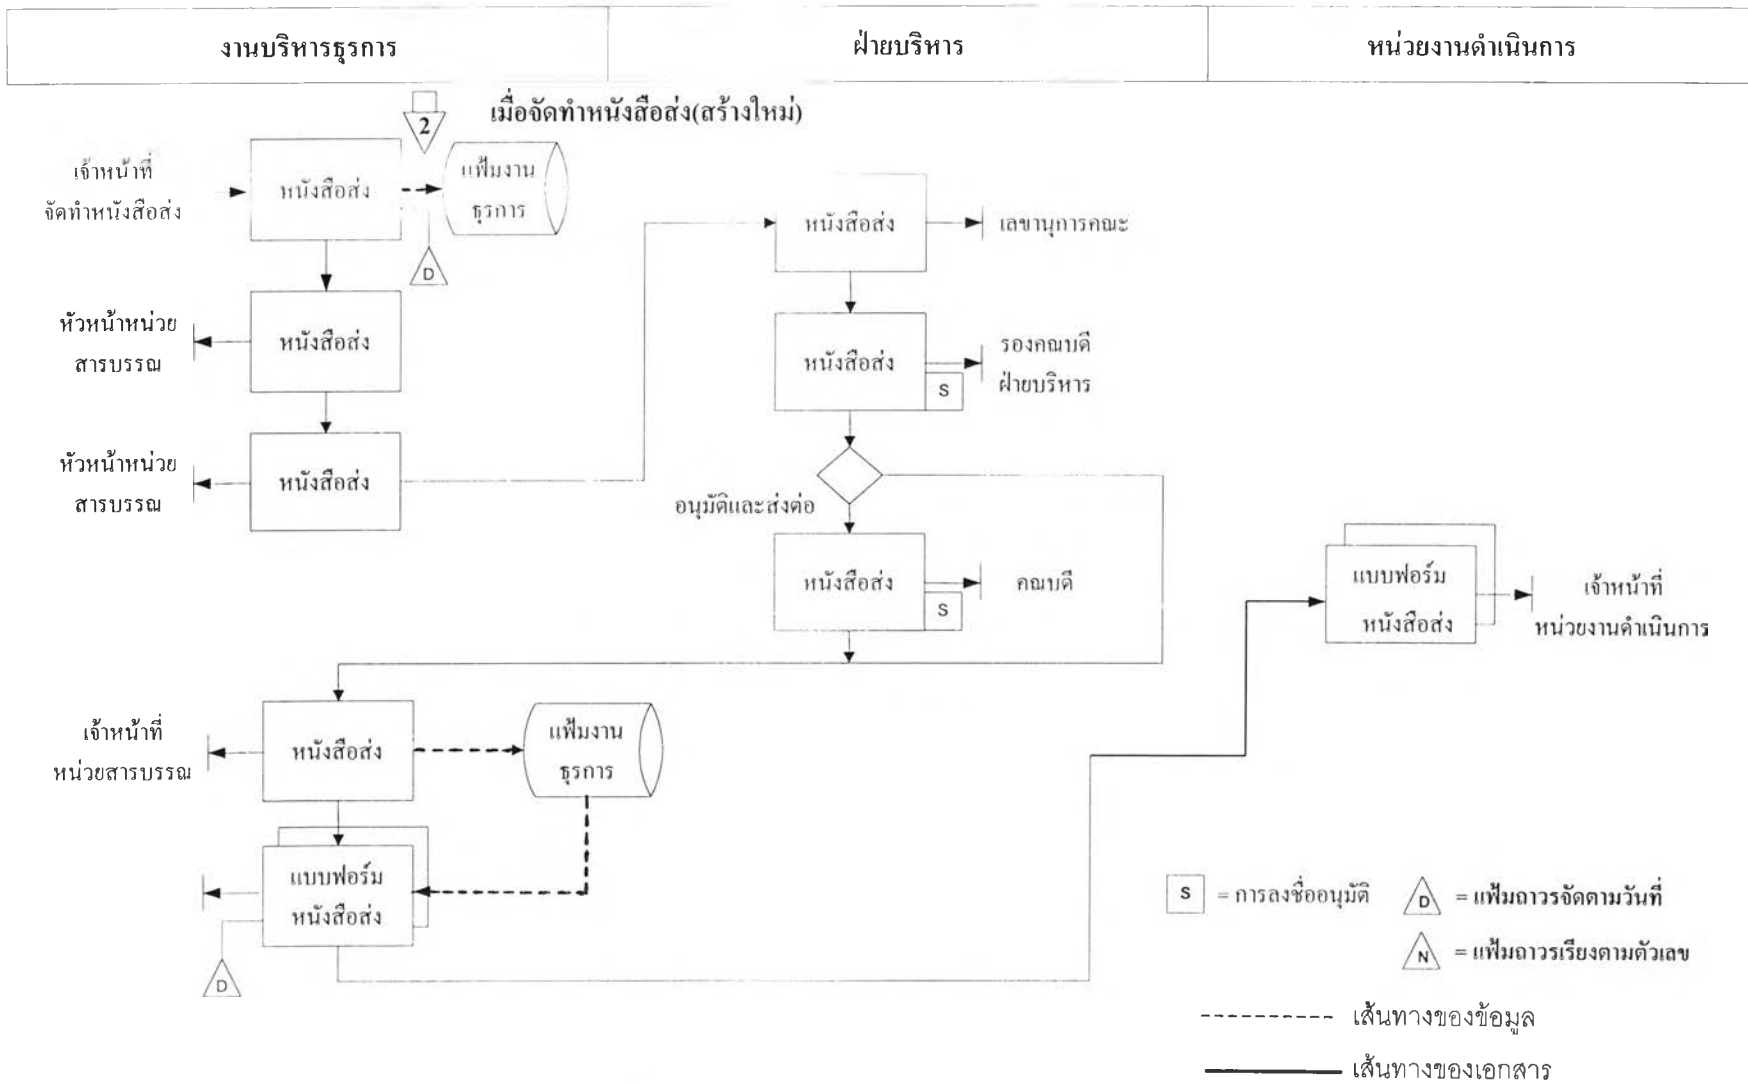 งานบริหารธุรการ
ฝ่ายบริหาร
หน่วยงานดำเนินการ
2
เมื่อจัดทำหนังสือส่ง(สร้างใหม่)
เจ้าหน้าที่
จัดทำหนังสือส่ง
หนังสือส่ง
แฟ้มงาน
ธุรการ
D
หัวหน้าหน่วย
สารบรรณ
หนังสือส่ง
หัวหน้าหน่วย
สารบรรณ
หนังสือส่ง
หนังสือส่ง
เลขานุการคณะ
หนังสือส่ง
S
รองคณบดี
ฝ่ายบริหาร
อนุมัติและส่งต่อ
หนังสือส่ง
S
คณบดี
แบบฟอร์ม
หนังสือส่ง
เจ้าหน้าที่
หน่วยงานดำเนินการ
เจ้าหน้าที่
หน่วยสารบรรณ
หนังสือส่ง
แฟ้มงาน
ธุรการ
แบบฟอร์ม
หนังสือส่ง
D
S = การลงชื่ออนุมัติ
D = แฟ้มถาวรจัดตามวันที่
N = แฟ้มถาวรเรียงตามตัวเลข
เส้นทางของข้อมูล
เส้นทางของเอกสาร